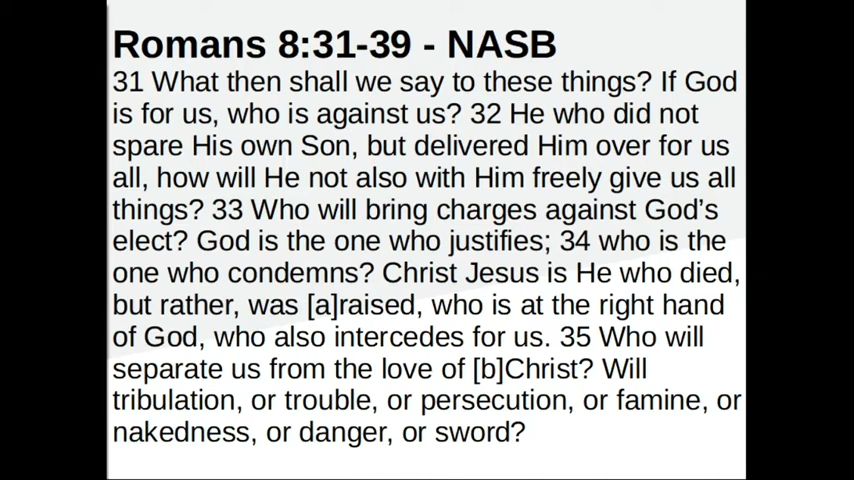 Romans 8:31-39 - NASB
31 What then shall we say to these things? If God
is for us, who is against us? 32 He who did not
spare His own Son, but delivered Him over for us
all, how will He not also with Him freely give us all
things? 33 Who will bring charges against God’s
elect? God is the one who justifies; 34 who is the
one who condemns? Christ Jesus is He who died,
but rather, was [a]raised, who is at the right hand
of God, who also intercedes for us. 35 Who will
separate us from the love of [b]Christ? Will
tribulation, or trouble, or persecution, or famine, or
nakedness, or danger, or sword?